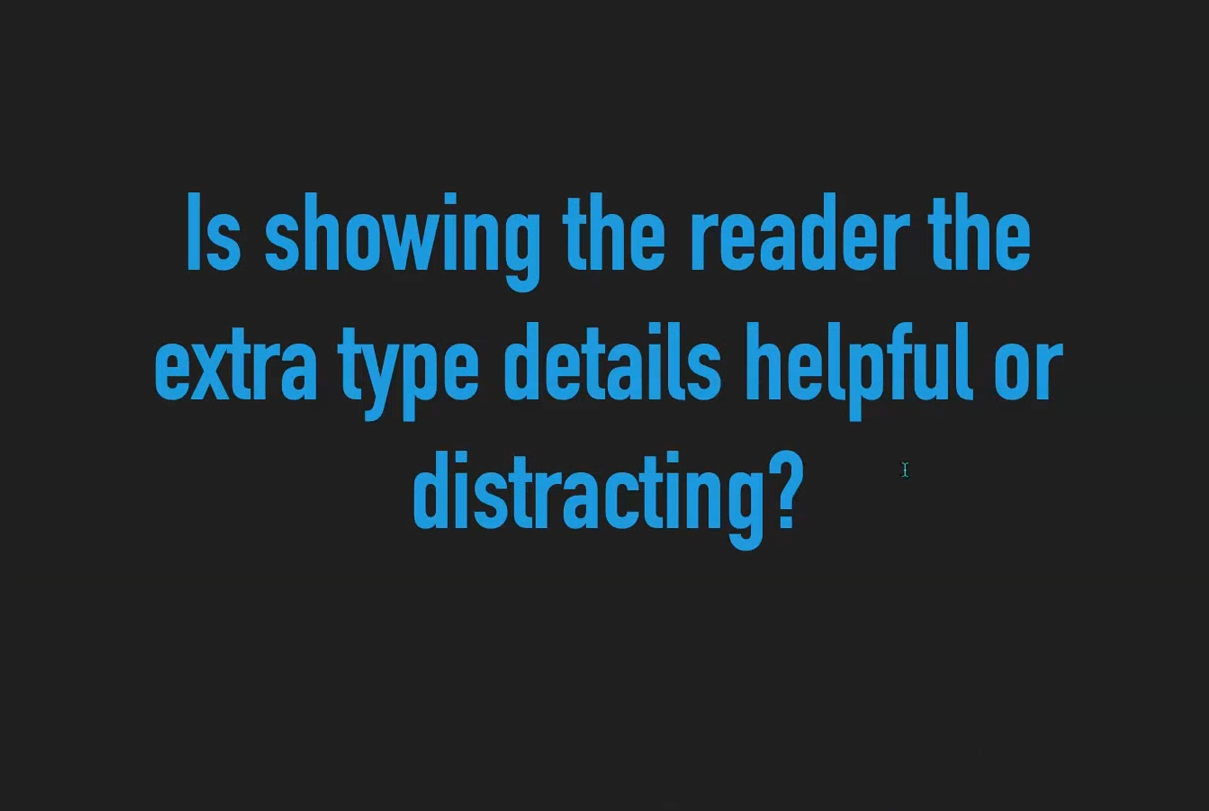 Is showing the reader the
extra type details helpful or
distracting?